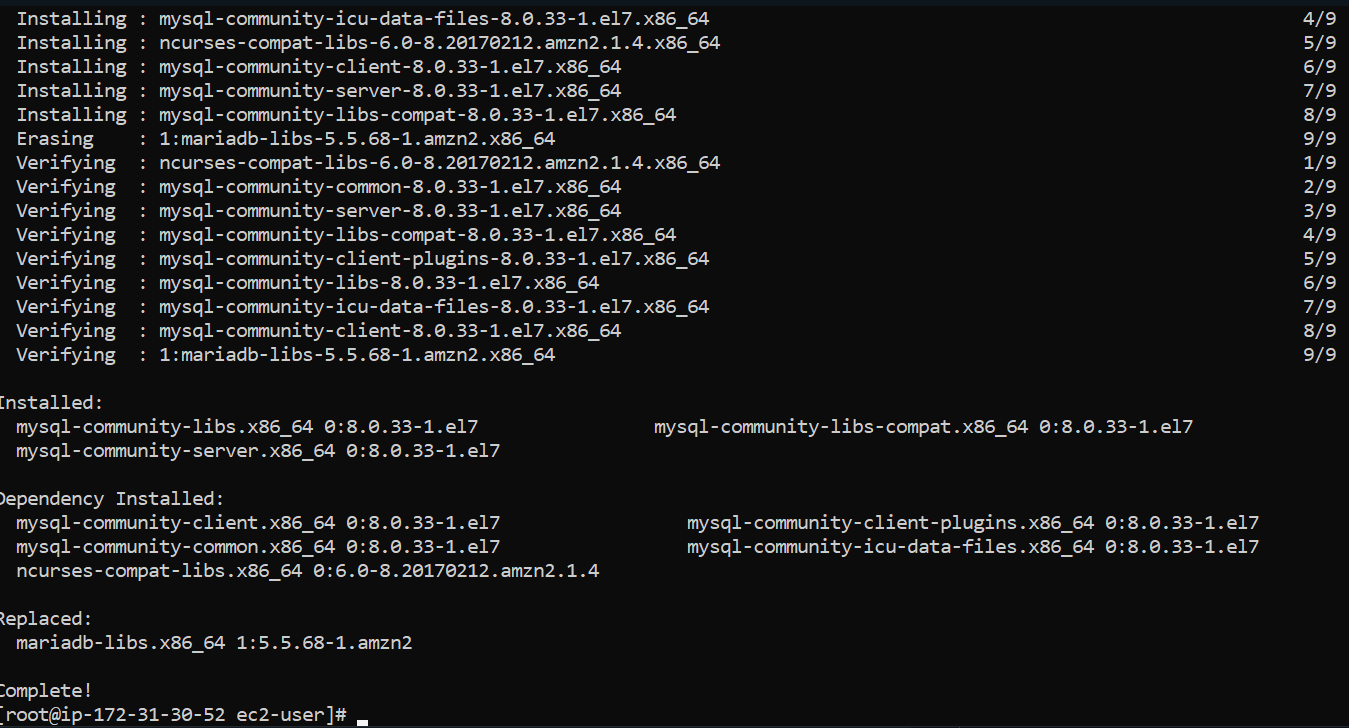 Installing : mysql-community-icu-data-files-8.0.33-1.el7.x86_64 4/9
Installing : ncurses-compat-libs-6.0-8.20170212.amzn2.1.4.x86_64 5/9
Installing : mysql-community-client-8.0.33-1.el7.x86_64 6/9
Installing : mysql-community-server-8.0.33-1.el7.x86_64 7/9
Installing : mysql-community-libs-compat-8.0.33-1.el7.x86_64 8/9
Erasing : 1:mariadb-libs-5.5.68-1.amzn2.x86_64 9/9
Verifying : ncurses-compat-libs-6.0-8.20170212.amzn2.1.4.x86_64 1/9
Verifying : mysql-community-common-8.0.33-1.el7.x86_64 2/9
Verifying : mysql-community-server-8.0.33-1.el7.x86_64 3/9
Verifying : mysql-community-libs-compat-8.0.33-1.el7.x86_64 4/9
Verifying : mysql-community-client-plugins-8.0.33-1.el7.x86_64 5/9
Verifying : mysql-community-libs-8.0.33-1.el7.x86_64 6/9
Verifying : mysql-community-icu-data-files-8.0.33-1.el7.x86_64 7/9
Verifying : mysql-community-client-8.0.33-1.el7.x86_64 8/9
Verifying : 1:mariadb-libs-5.5.68-1.amzn2.x86_64 9/9
Installed:
mysql-community-libs.x86_64 0:8.0.33-1.el7 mysql-community-libs-compat.x86_64 0:8.0.33-1.el7
mysql-community-server.x86_64 0:8.0.33-1.el7
Dependency Installed:
mysql-community-client.x86_64 0:8.0.33-1.el7 mysql-community-client-plugins.x86_64 0:8.0.33-1.el7
mysql-community-common.x86_64 0:8.0.33-1.el7 mysql-community-icu-data-files.x86_64 0:8.0.33-1.el7
ncurses-compat-libs.x86_64 0:6.0-8.20170212.amzn2.1.4
Replaced:
mariadb-libs.x86_64 1:5.5.68-1.amzn2
Complete!
[root@ip-172-31-30-52 ec2-user]#